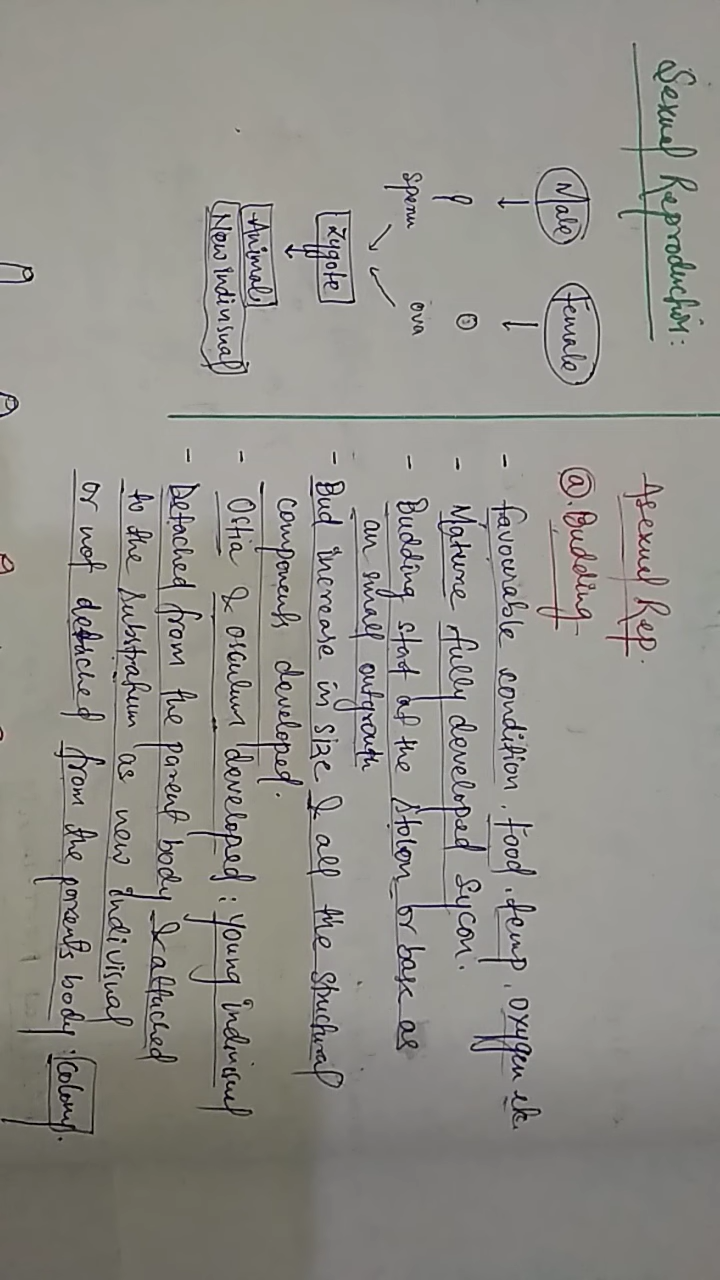 Sexual Reproduction:
Male Female
Sperm ova
Zygote
Animal
New indivisual
Asexual Rep.
(a). Budding
- favourable condition, food, temp, oxygen etc.
- Mature fully developed Sycon.
- Budding start at the stolon or base as
an small outgrowth
- Bud increase in size & all the structural
components developed.
- Ostia & osculum developed: young indivisual
- Detached from the parent body & attached
to the substratum as new indivisual
or not detached from the parents body: Colony.